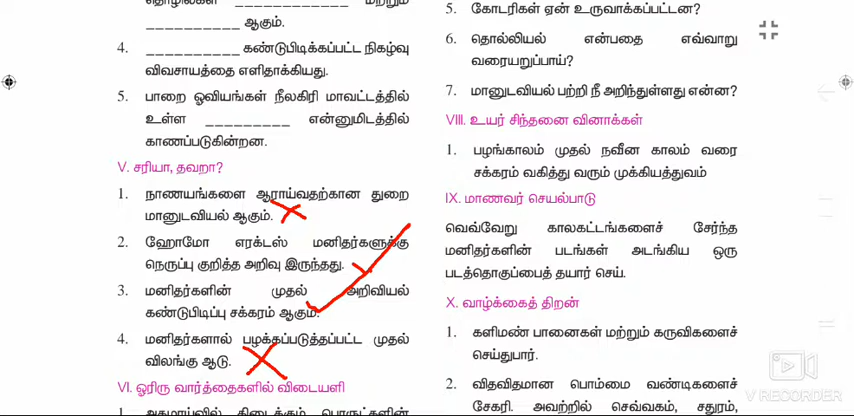 தொழில்கள் ____________ மற்றும்
__________ ஆகும்.
4. __________ கண்டுபிடிக்கப்பட்ட நிகழ்வு
விவசாயத்தை எளிதாக்கியது.
5. பாறை ஓவியங்கள் நீலகிரி மாவட்டத்தில்
உள்ள _________ என்னுமிடத்தில்
காணப்படுகின்றன.
V. சரியா, தவறா?
1. நாணயங்களை ஆராய்வதற்கான துறை
மானுடவியல் ஆகும்.
2. ஹோமோ எரக்டஸ் மனிதர்களுக்கு
நெருப்பு குறித்த அறிவு இருந்தது.
3. மனிதர்களின் முதல் அறிவியல்
கண்டுபிடிப்பு சக்கரம் ஆகும்.
4. மனிதர்களால் பழக்கப்படுத்தப்பட்ட முதல்
விலங்கு ஆடு.
VI. ஓரிரு வார்த்தைகளில் விடையளி
1. அகழாய்வில் கிடைக்கும் பொருட்களின்
5. கோடரிகள் ஏன் உருவாக்கப்பட்டன?
6. தொல்லியல் என்பதை எவ்வாறு
வரையறுப்பாய்?
7. மானுடவியல் பற்றி நீ அறிந்துள்ளது என்ன?
VIII. உயர் சிந்தனை வினாக்கள்
1. பழங்காலம் முதல் நவீன காலம் வரை
சக்கரம் வகித்து வரும் முக்கியத்துவம்
IX. மாணவர் செயல்பாடு
வெவ்வேறு காலகட்டங்களைச் சேர்ந்த
மனிதர்களின் படங்கள் அடங்கிய ஒரு
படத்தொகுப்பைத் தயார் செய்.
X. வாழ்க்கைத் திறன்
1. களிமண் பானைகள் மற்றும் கருவிகளைச்
செய்துபார்.
2. விதவிதமான பொம்மை வண்டிகளைச்
சேகரி. அவற்றில் செவ்வகம், சதுரம்,
V RECORDER